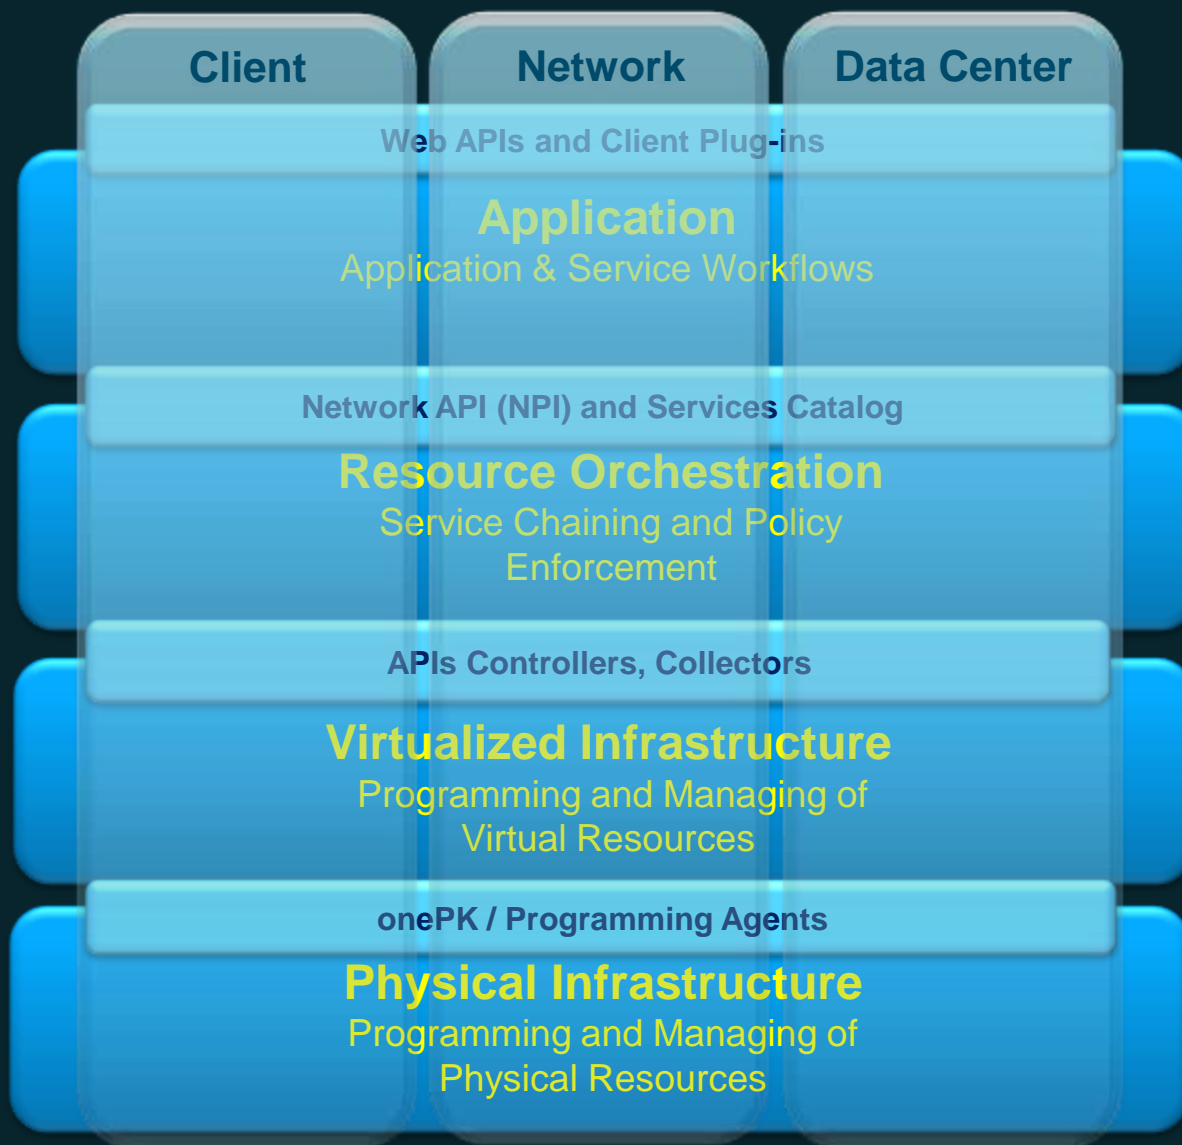 Client
Network
Data Center
Web APIs and Client Plug-ins
Application
Application & Service Workflows
Network API (NPI) and Services Catalog
Resource Orchestration
Service Chaining and Policy
Enforcement
APIs Controllers, Collectors
Virtualized Infrastructure
Programming and Managing of
Virtual Resources
onePK / Programming Agents
Physical Infrastructure
Programming and Managing of
Physical Resources